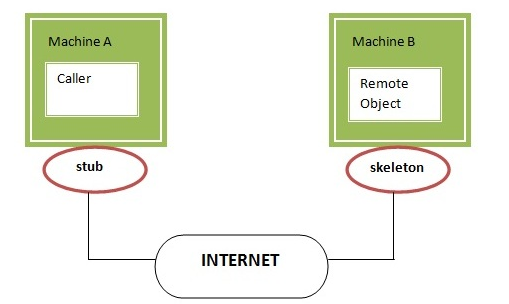 Machine A
Caller
stub
Machine B
Remote
Object
skeleton
INTERNET